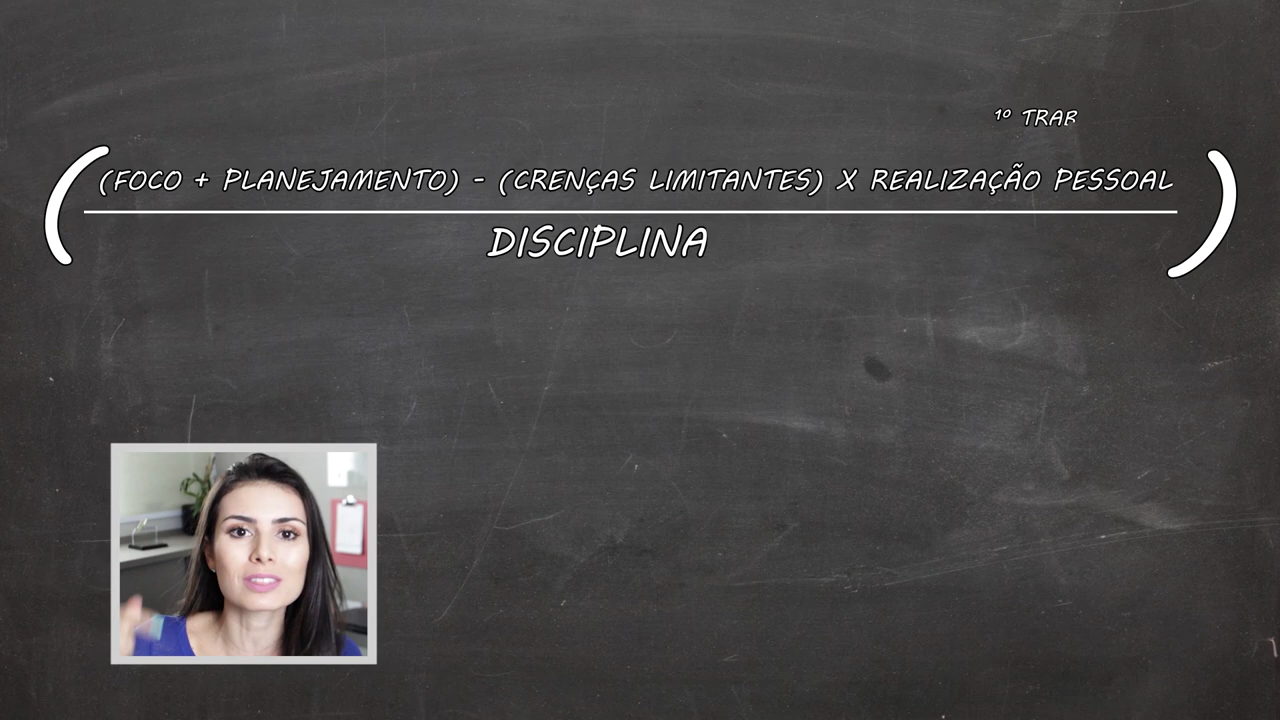 1º TRAB
(FOCO + PLANEJAMENTO) - (CRENÇAS LIMITANTES) X REALIZAÇÃO PESSOAL
DISCIPLINA